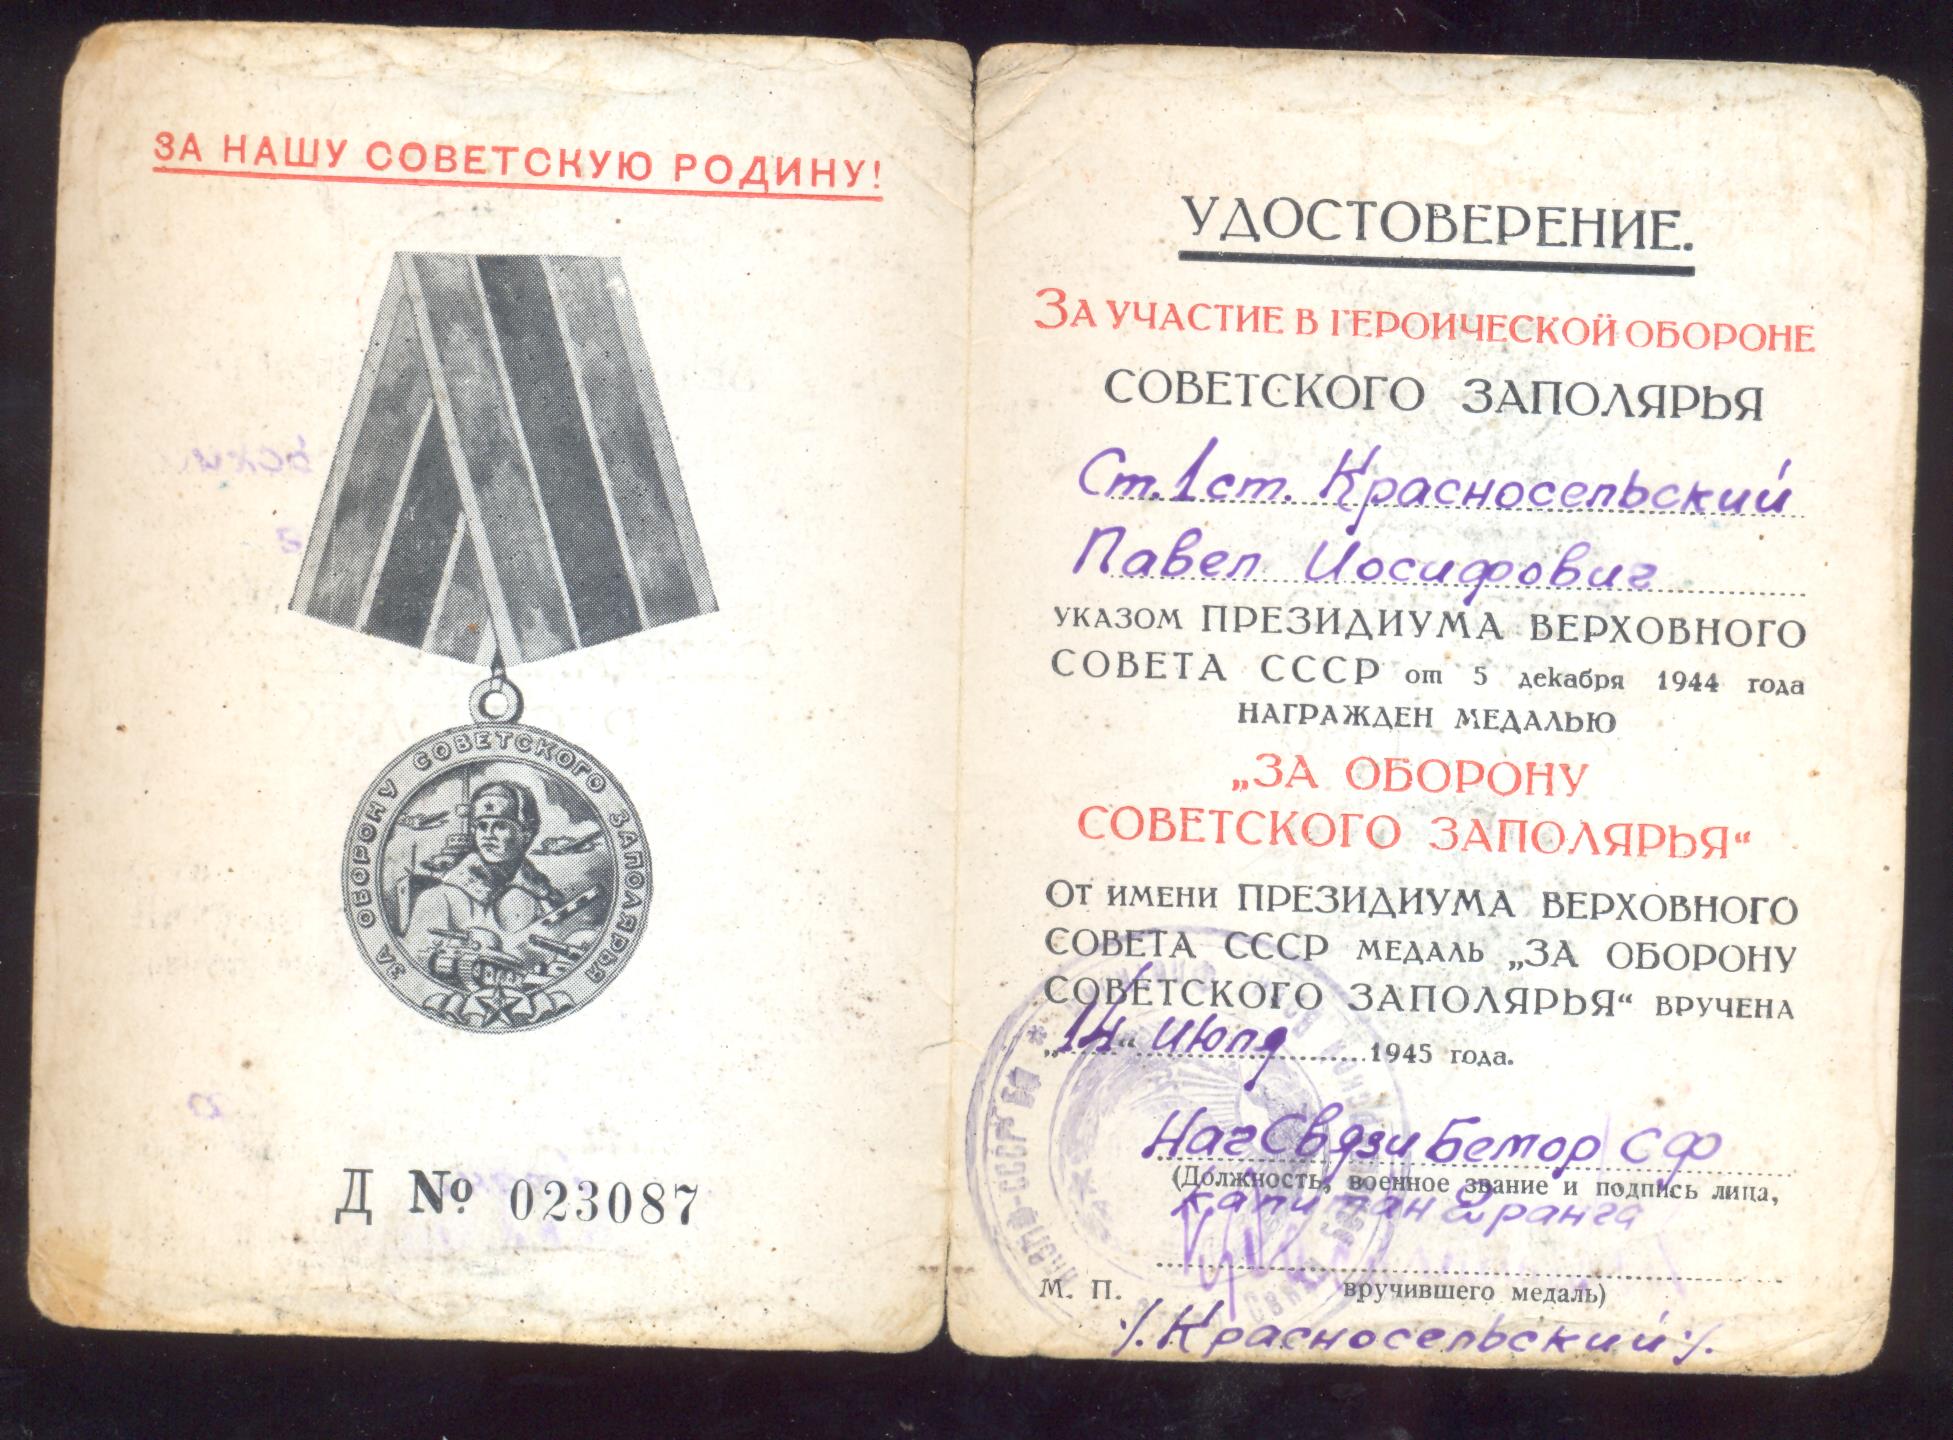 ЗА НАШУ СОВЕТСКУЮ РОДИНУ!
ЗА ОБОРОНУ СОВЕТСКОГО ЗАПОЛЯРЬЯ
Д № 023087
УДОСТОВЕРЕНИЕ.
ЗА УЧАСТИЕ В ГЕРОИЧЕСКОЙ ОБОРОНЕ
СОВЕТСКОГО ЗАПОЛЯРЬЯ
Ст. 1 ст. Красносельский
Павел Иосифович
УКАЗОМ ПРЕЗИДИУМА ВЕРХОВНОГО
СОВЕТА СССР от 5 декабря 1944 года
НАГРАЖДЕН МЕДАЛЬЮ
„ЗА ОБОРОНУ
СОВЕТСКОГО ЗАПОЛЯРЬЯ“
ОТ ИМЕНИ ПРЕЗИДИУМА ВЕРХОВНОГО
СОВЕТА СССР МЕДАЛЬ „ЗА ОБОРОНУ
СОВЕТСКОГО ЗАПОЛЯРЬЯ“ ВРУЧЕНА
„14“ июля 1945 года.
Нач Связи Бемор СФ
(Должность, военное звание и подпись лица,
капитан 2 ранга
М. П. вручившего медаль)
/Красносельский/.